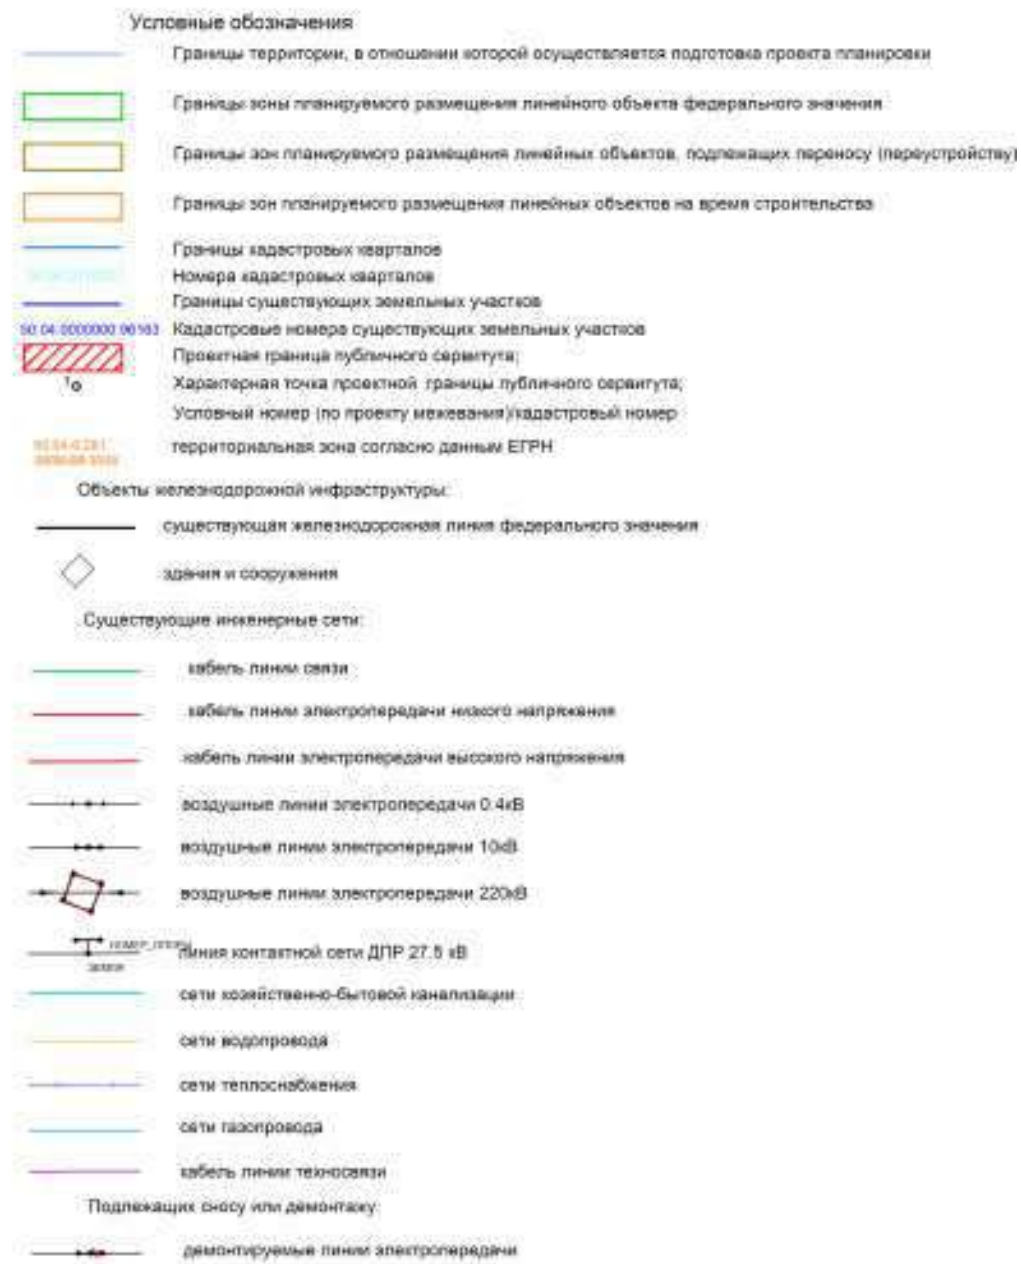 Условные обозначения
Границы территории, в отношении которой осуществляется подготовка проекта планировки
Границы зоны планируемого размещения линейного объекта федерального значения
Границы зон планируемого размещения линейных объектов, подлежащих переносу (переустройству)
Границы зон планируемого размещения линейных объектов на время строительства
Границы кадастровых кварталов
Номера кадастровых кварталов
Границы существующих земельных участков
50:04:0000000:96163 Кадастровые номера существующих земельных участков
Проектная граница публичного сервитута;
1 Характерная точка проектной границы публичного сервитута;
Условный номер (по проекту межевания)/кадастровый номер
территориальная зона согласно данным ЕГРН
Объекты железнодорожной инфраструктуры:
существующая железнодорожная линия федерального значения
здания и сооружения
Существующие инженерные сети:
кабель линии связи
кабель линии электропередачи низкого напряжения
кабель линии электропередачи высокого напряжения
воздушные линии электропередачи 0.4кВ
воздушные линии электропередачи 10кВ
воздушные линии электропередачи 220кВ
НОМЕР_ОПОРЫ линия контактной сети ДПР 27.5 кВ
сети хозяйственно-бытовой канализации
сети водопровода
сети теплоснабжения
сети газопровода
кабель линии техносвязи
Подлежащих сносу или демонтажу:
демонтируемые линии электропередачи